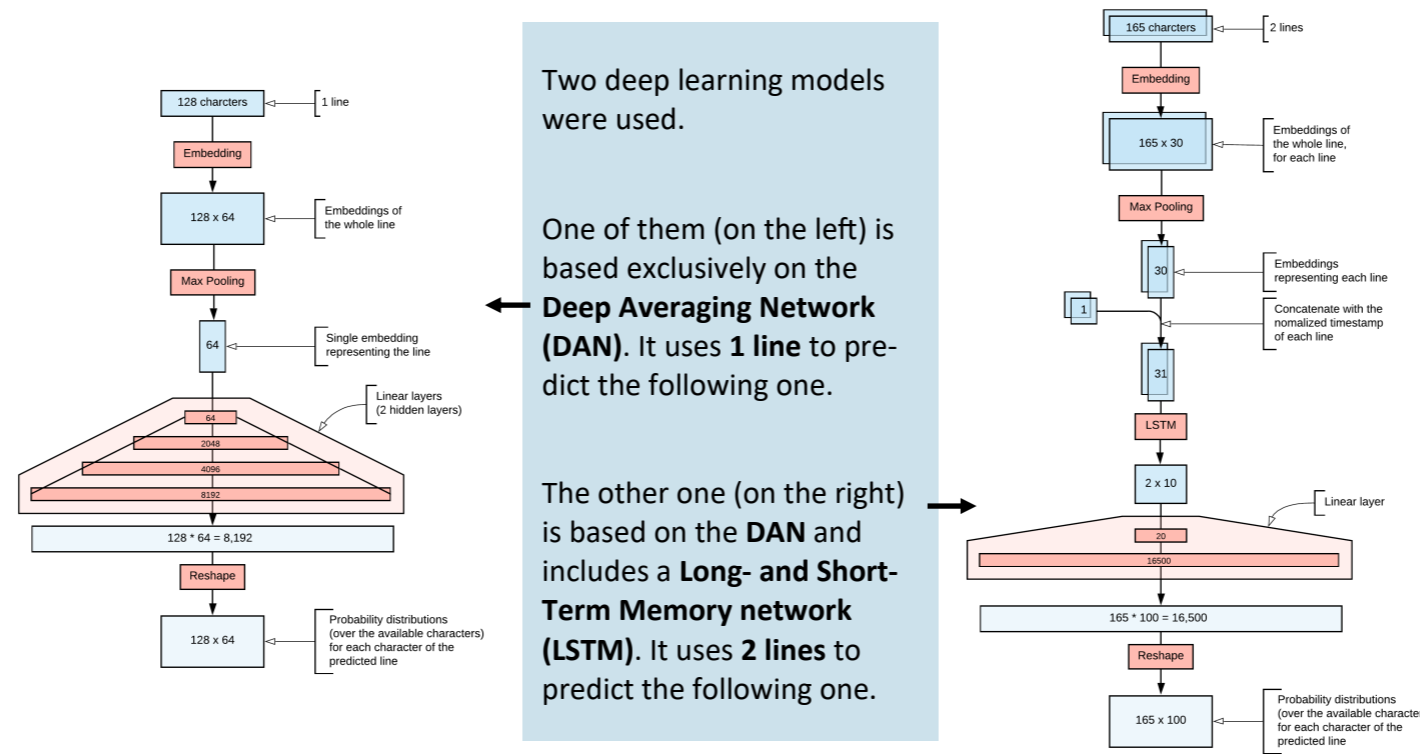 128 charcters
1 line
Embedding
128 x 64
Embeddings of
the whole line
Max Pooling
64
Single embedding
representing the line
Linear layers
(2 hidden layers)
64
2048
4096
8192
128 * 64 = 8,192
Reshape
128 x 64
Probability distributions
(over the available characters)
for each character of the
predicted line
Two deep learning models
were used.
One of them (on the left) is
based exclusively on the
Deep Averaging Network
(DAN). It uses 1 line to pre-
dict the following one.
The other one (on the right)
is based on the DAN and
includes a Long- and Short-
Term Memory network
(LSTM). It uses 2 lines to
predict the following one.
165 charcters
2 lines
Embedding
165 x 30
Embeddings of
the whole line,
for each line
Max Pooling
30
Embeddings
representing each line
1
Concatenate with the
nomalized timestamp
of each line
31
LSTM
2 x 10
Linear layer
20
16500
165 * 100 = 16,500
Reshape
165 x 100
Probability distributions
(over the available character
for each character of the
predicted line